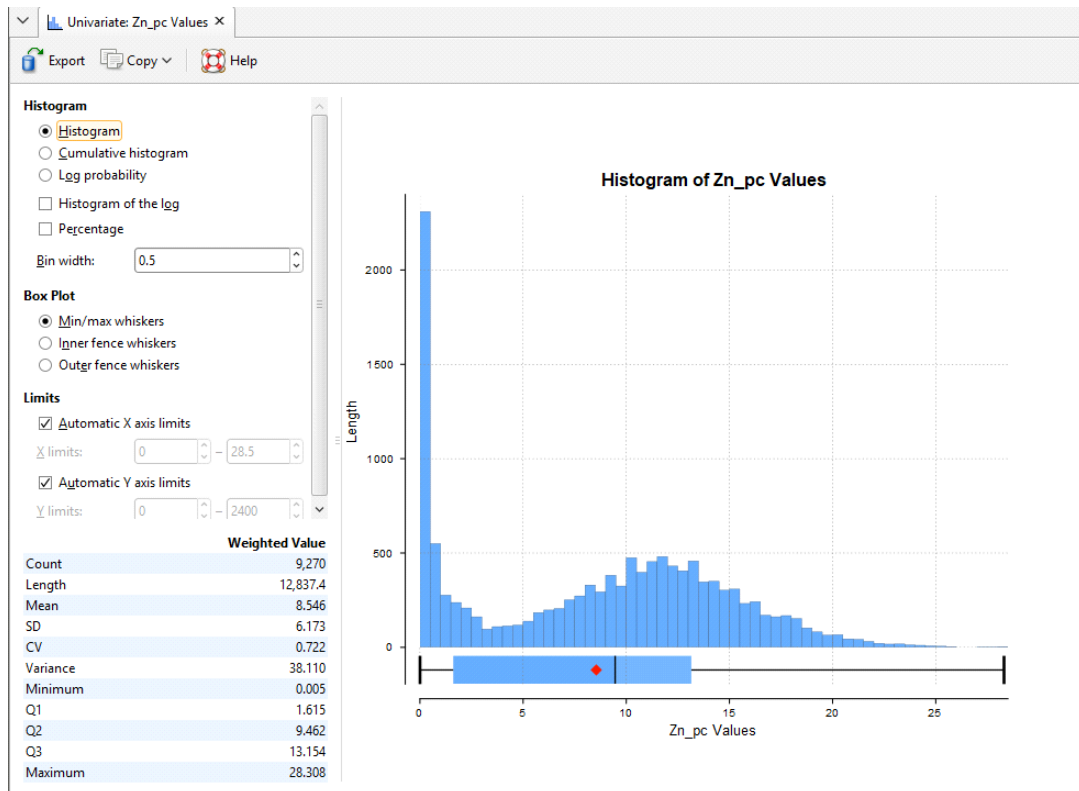 Univariate: Zn_pc Values ×
Export Copy Help
Histogram
Histogram
Cumulative histogram
Log probability
Histogram of the log
Percentage
Bin width: 0.5
Box Plot
Min/max whiskers
Inner fence whiskers
Outer fence whiskers
Limits
Automatic X axis limits
X limits: 0 – 28.5
Automatic Y axis limits
Y limits: 0 – 2400
Weighted Value
Count 9,270
Length 12,837.4
Mean 8.546
SD 6.173
CV 0.722
Variance 38.110
Minimum 0.005
Q1 1.615
Q2 9.462
Q3 13.154
Maximum 28.308
Histogram of Zn_pc Values
Length
2000
1500
1000
500
0
0 5 10 15 20 25
Zn_pc Values